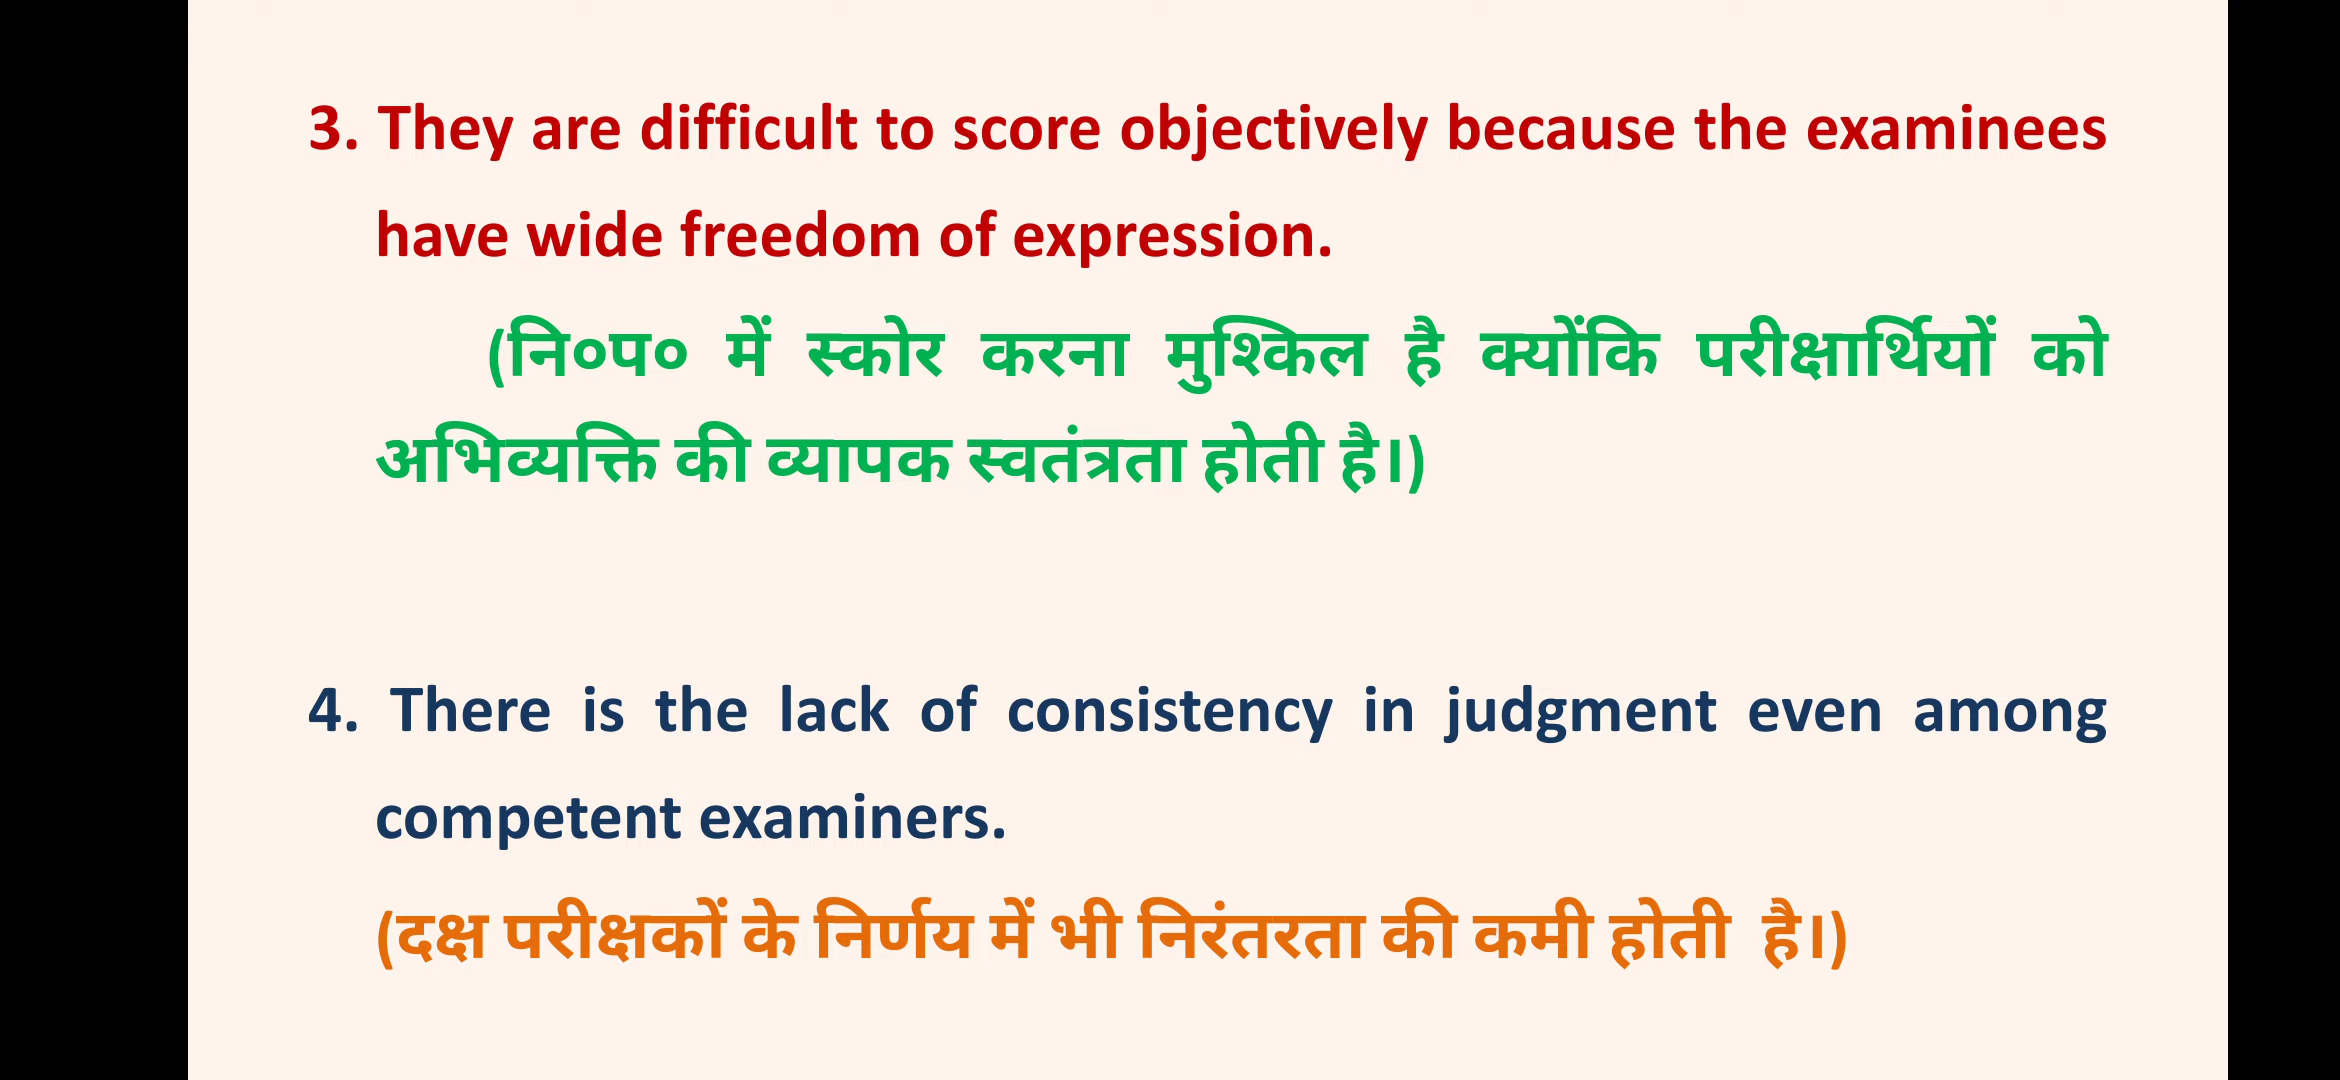 3. They are difficult to score objectively because the examinees
have wide freedom of expression.
(नि०प० में स्कोर करना मुश्किल है क्योंकि परीक्षार्थियों को
अभिव्यक्ति की व्यापक स्वतंत्रता होती है।)
4. There is the lack of consistency in judgment even among
competent examiners.
(दक्ष परीक्षकों के निर्णय में भी निरंतरता की कमी होती है।)